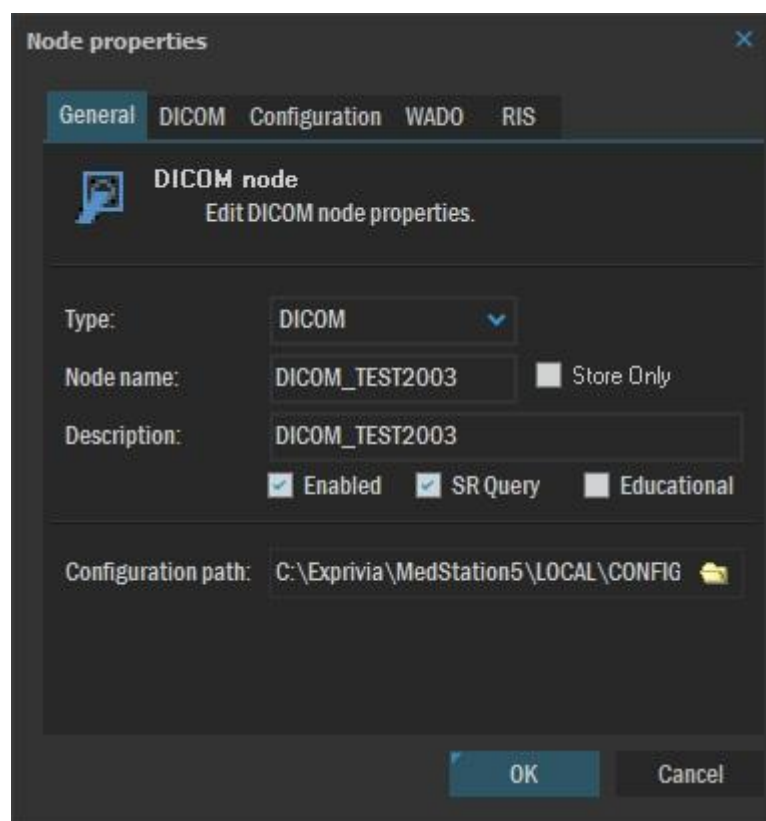 Node properties
General DICOM Configuration WADO RIS
DICOM node
Edit DICOM node properties.
Type: DICOM
Node name: DICOM_TEST2003 Store Only
Description: DICOM_TEST2003
Enabled SR Query Educational
Configuration path: C:\Exprivia\MedStation5\LOCAL\CONFIG
OK Cancel